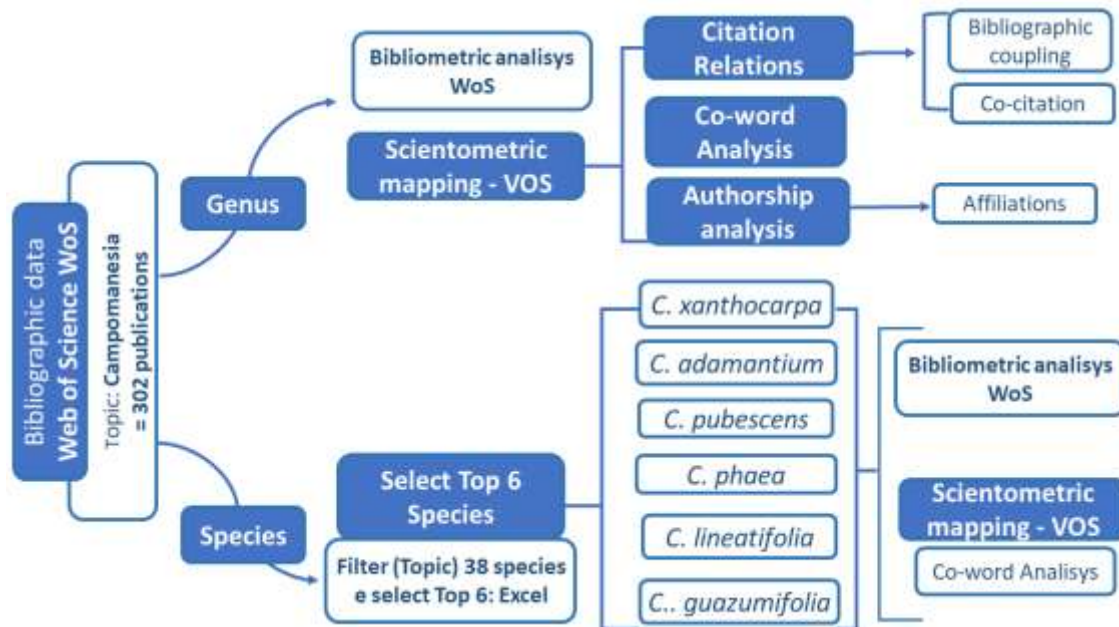 Bibliographic data
Web of Science WoS
Topic: Campomanesia
= 302 publications
Genus
Bibliometric analisys
WoS
Scientometric
mapping - VOS
Citation
Relations
Co-word
Analysis
Authorship
analysis
Bibliographic
coupling
Co-citation
Affiliations
Species
Select Top 6
Species
Filter (Topic) 38 species
e select Top 6: Excel
C. xanthocarpa
C. adamantium
C. pubescens
C. phaea
C. lineatifolia
C.. guazumifolia
Bibliometric analisys
WoS
Scientometric
mapping - VOS
Co-word Analisys